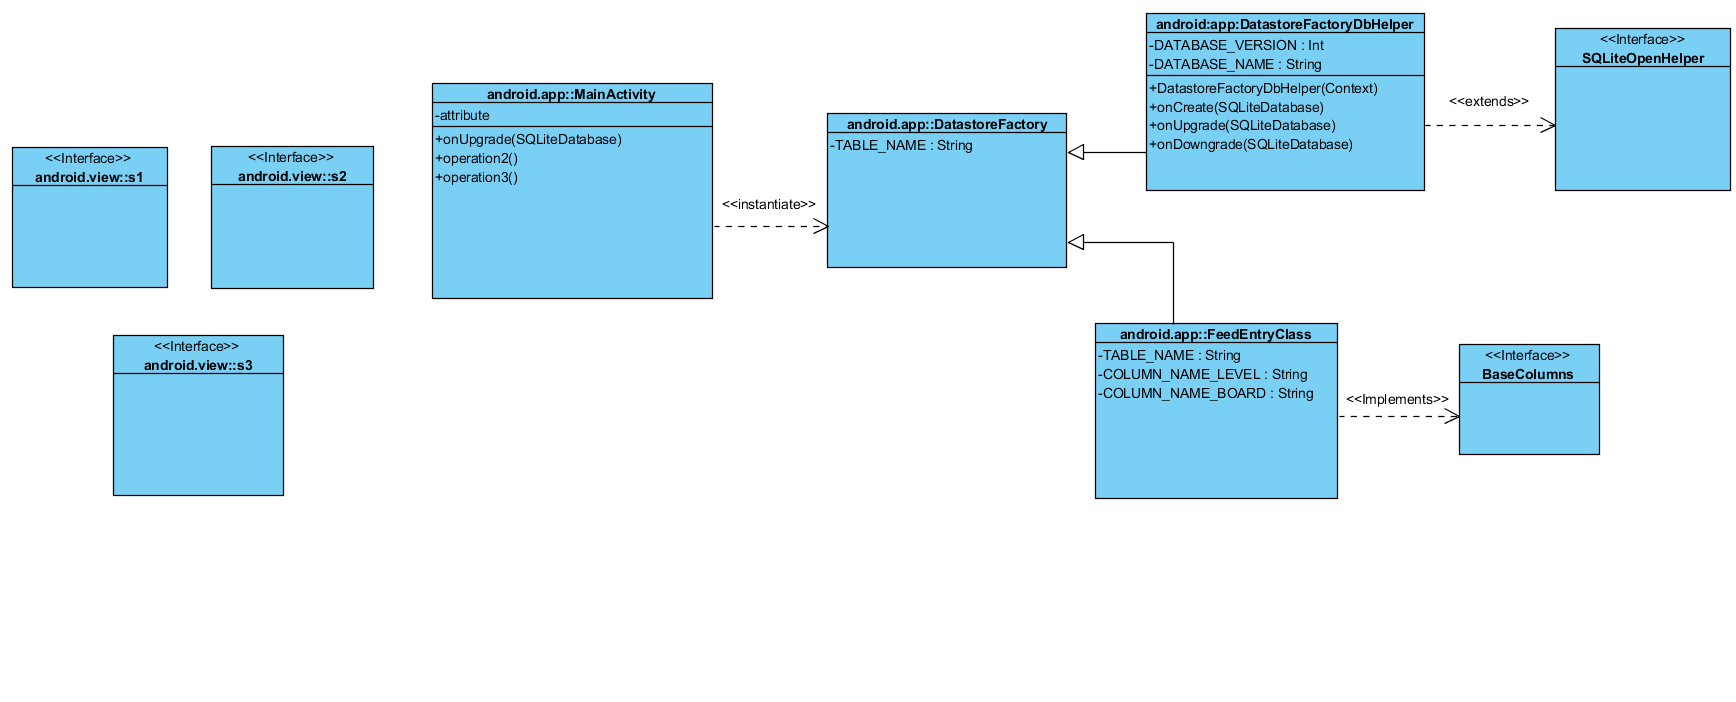 <<Interface>>
android.view::s1
<<Interface>>
android.view::s2
<<Interface>>
android.view::s3
android.app::MainActivity
-attribute
+onUpgrade(SQLiteDatabase)
+operation2()
+operation3()
<<instantiate>>
android.app::DatastoreFactory
-TABLE_NAME : String
android:app:DatastoreFactoryDbHelper
-DATABASE_VERSION : Int
-DATABASE_NAME : String
+DatastoreFactoryDbHelper(Context)
+onCreate(SQLiteDatabase)
+onUpgrade(SQLiteDatabase)
+onDowngrade(SQLiteDatabase)
<<extends>>
<<Interface>>
SQLiteOpenHelper
android.app::FeedEntryClass
-TABLE_NAME : String
-COLUMN_NAME_LEVEL : String
-COLUMN_NAME_BOARD : String
<<Implements>>
<<Interface>>
BaseColumns